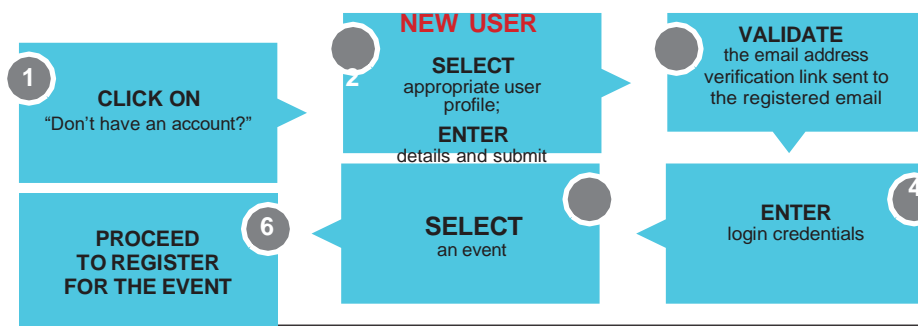 NEW USER
1
CLICK ON
“Don’t have an account?”
2
SELECT
appropriate user
profile;
ENTER
details and submit
VALIDATE
the email address
verification link sent to
the registered email
4
ENTER
login credentials
SELECT
an event
6
PROCEED
TO REGISTER
FOR THE EVENT